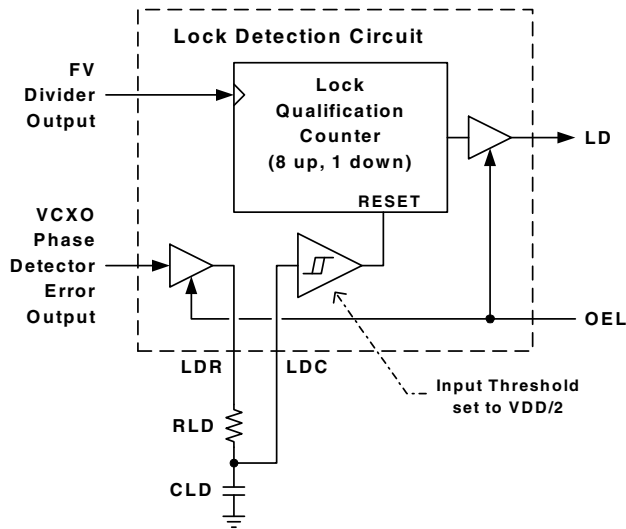 Lock Detection Circuit
FV
Divider
Output
Lock
Qualification
Counter
(8 up, 1 down)
RESET
LD
VCXO
Phase
Detector
Error
Output
OEL
LDR
LDC
Input Threshold
set to VDD/2
RLD
CLD